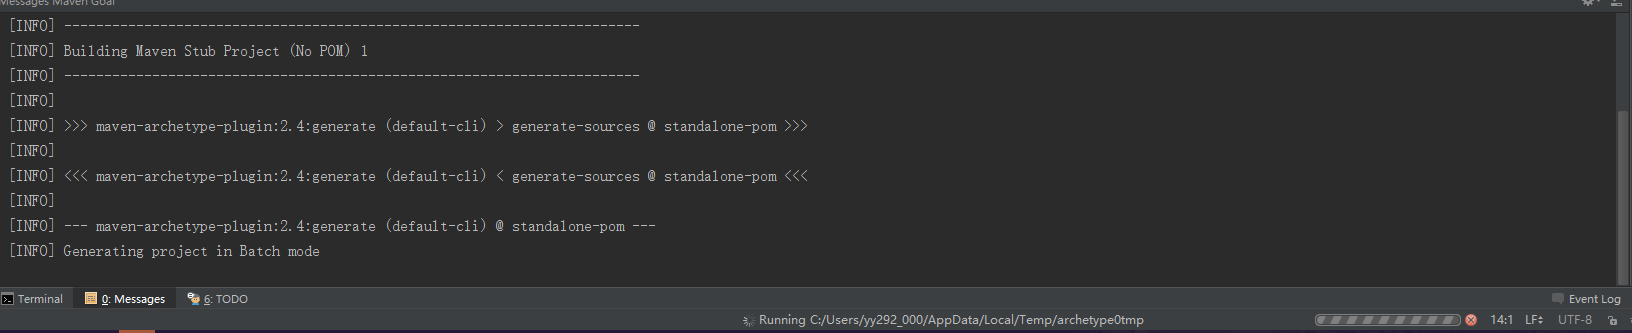 Messages Maven Goal
[INFO] ------------------------------------------------------------------------
[INFO] Building Maven Stub Project (No POM) 1
[INFO] ------------------------------------------------------------------------
[INFO]
[INFO] >>> maven-archetype-plugin:2.4:generate (default-cli) > generate-sources @ standalone-pom >>>
[INFO]
[INFO] <<< maven-archetype-plugin:2.4:generate (default-cli) < generate-sources @ standalone-pom <<<
[INFO]
[INFO] --- maven-archetype-plugin:2.4:generate (default-cli) @ standalone-pom ---
[INFO] Generating project in Batch mode
Terminal 0: Messages 6: TODO Event Log
Running C:/Users/yy292_000/AppData/Local/Temp/archetype0tmp 14:1 LF UTF-8